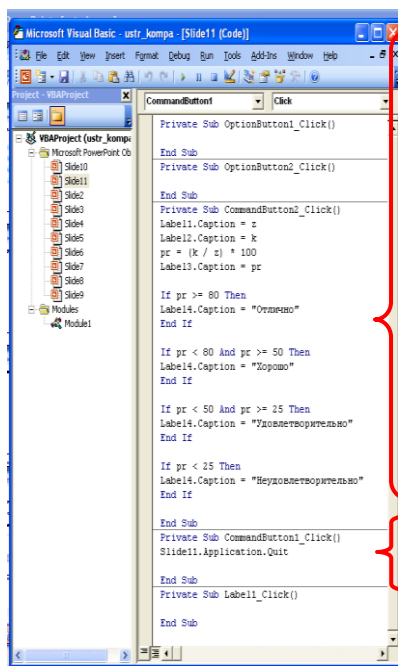 Microsoft Visual Basic - ustr_kompa - [Slide11 (Code)]
File Edit View Insert Format Debug Run Tools Add-Ins Window Help
Project - VBAProject
CommandButton1 Click
VBAProject (ustr_kompa
Microsoft PowerPoint Ob
Slide10
Slide11
Slide2
Slide3
Slide4
Slide5
Slide6
Slide7
Slide8
Slide9
Modules
Module1
Private Sub OptionButton1_Click()
End Sub
Private Sub OptionButton2_Click()
End Sub
Private Sub CommandButton2_Click()
Label1.Caption = z
Label2.Caption = k
pr = (k / z) * 100
Label3.Caption = pr
If pr >= 80 Then
Label4.Caption = "Отлично"
End If
If pr < 80 And pr >= 50 Then
Label4.Caption = "Хорошо"
End If
If pr < 50 And pr >= 25 Then
Label4.Caption = "Удовлетворительно"
End If
If pr < 25 Then
Label4.Caption = "Неудовлетворительно"
End If
End Sub
Private Sub CommandButton1_Click()
Slide11.Application.Quit
End Sub
Private Sub Label1_Click()
End Sub